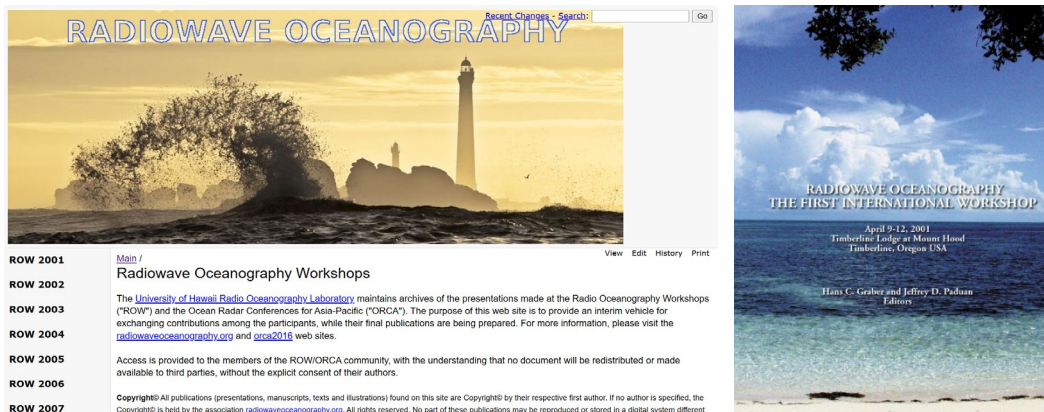 RADIOWAVE OCEANOGRAPHY
Recent Changes - Search:
Go
ROW 2001
ROW 2002
ROW 2003
ROW 2004
ROW 2005
ROW 2006
ROW 2007
Main /
View Edit History Print
Radiowave Oceanography Workshops
The University of Hawaii Radio Oceanography Laboratory maintains archives of the presentations made at the Radio Oceanography Workshops
("ROW") and the Ocean Radar Conferences for Asia-Pacific ("ORCA"). The purpose of this web site is to provide an interim vehicle for
exchanging contributions among the participants, while their final publications are being prepared. For more information, please visit the
radiowaveoceanography.org and orca2016 web sites.
Access is provided to the members of the ROW/ORCA community, with the understanding that no document will be redistributed or made
available to third parties, without the explicit consent of their authors.
Copyright© All publications (presentations, manuscripts, texts and illustrations) found on this site are Copyright© by their respective first author. If no author is specified, the
Copyright© is held by the association radiowaveoceanography.org. All rights reserved. No part of these publications may be reproduced or stored in a digital system different
RADIOWAVE OCEANOGRAPHY
THE FIRST INTERNATIONAL WORKSHOP
April 9-12, 2001
Timberline Lodge at Mount Hood
Timberline, Oregon USA
Hans C. Graber and Jeffrey D. Paduan
Editors